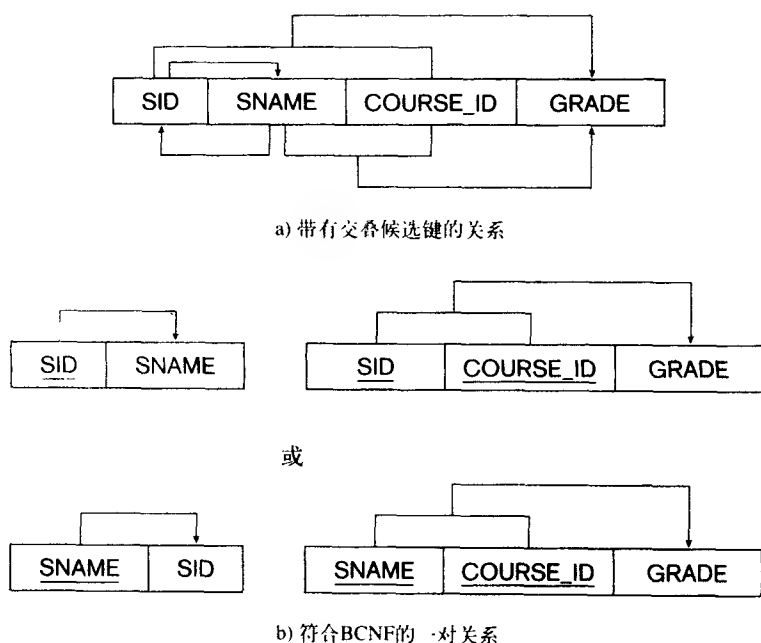 SID SNAME COURSE_ID GRADE
a) 带有交叠候选键的关系
SID SNAME SID COURSE_ID GRADE
或
SNAME SID SNAME COURSE_ID GRADE
b) 符合BCNF的一对关系